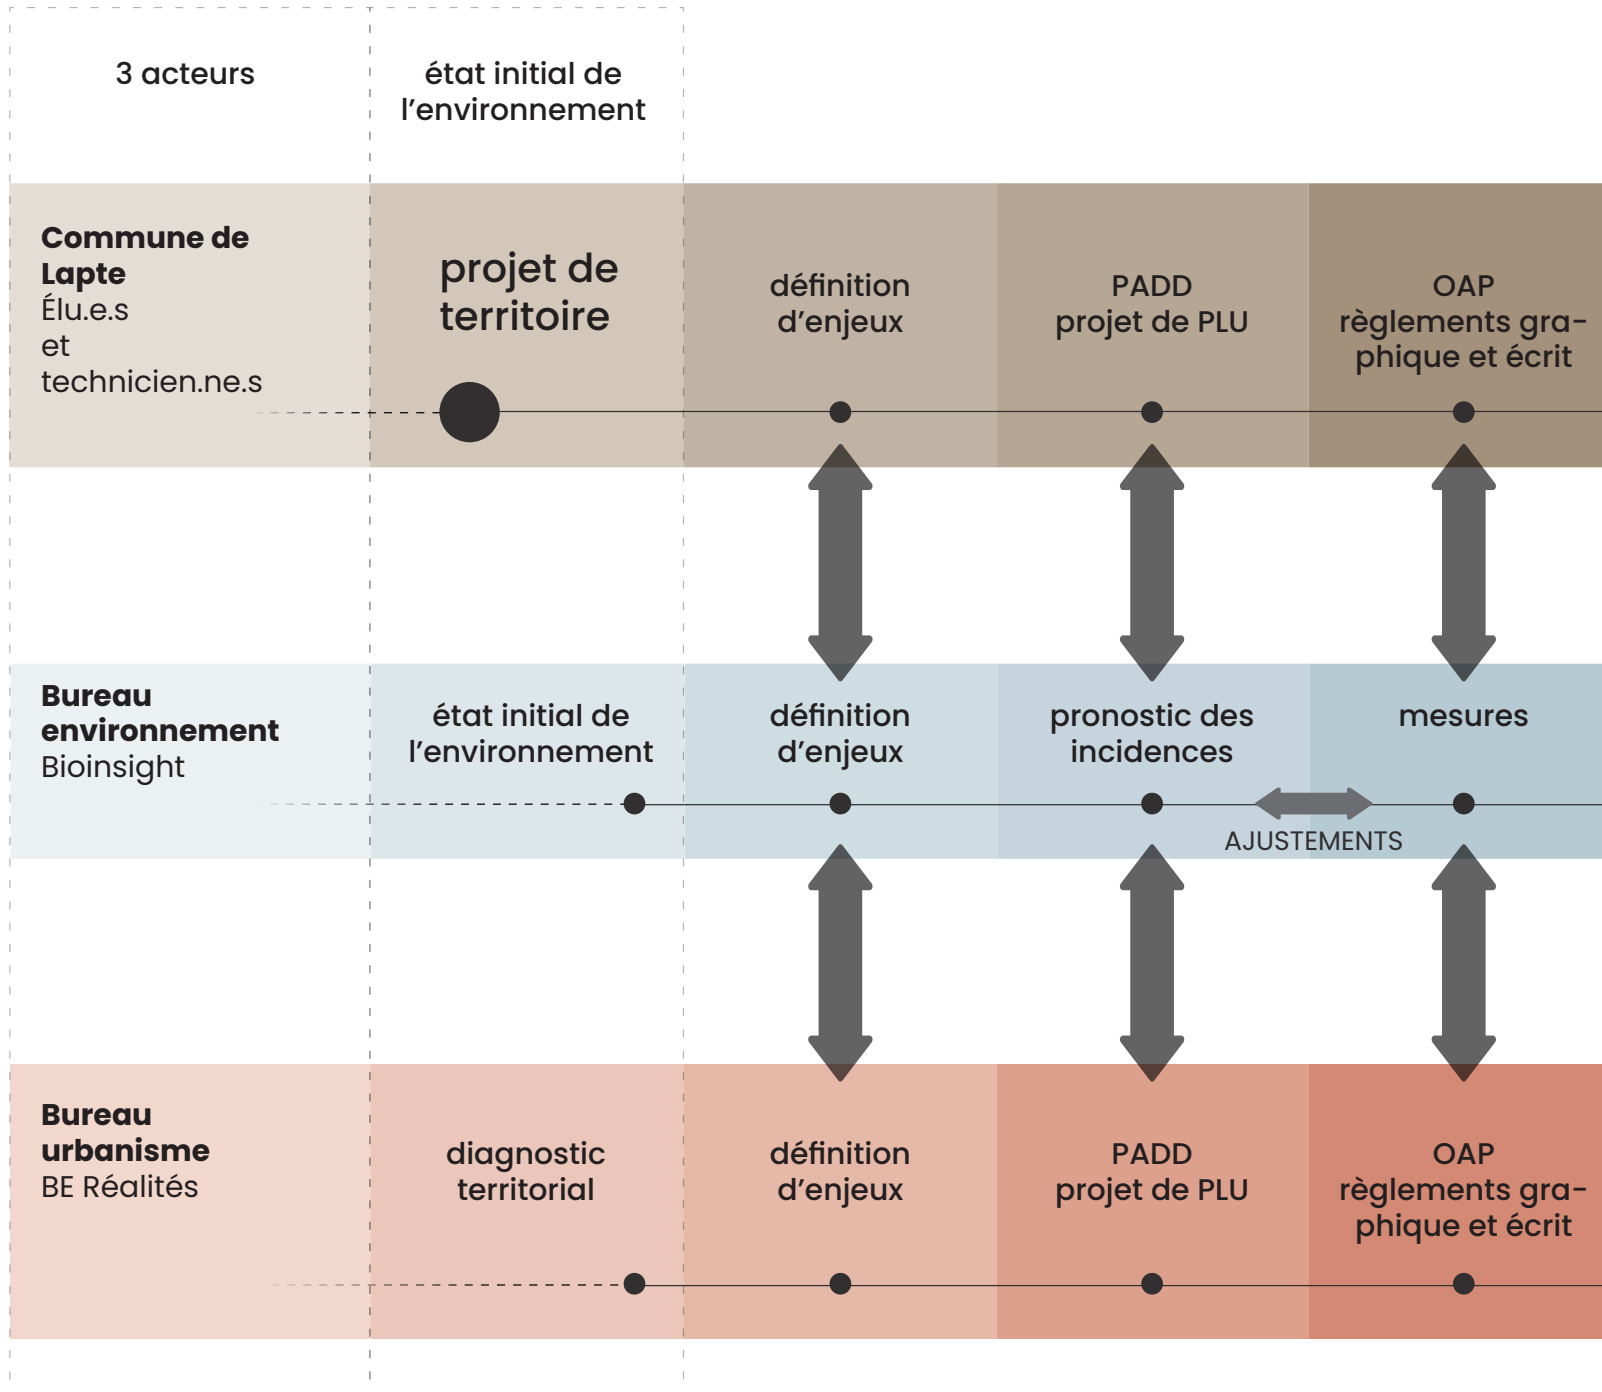 3 acteurs
état initial de
l’environnement
Commune de
Lapte
Élu.e.s
et
technicien.ne.s
projet de
territoire
définition
d’enjeux
PADD
projet de PLU
OAP
règlements gra-
phique et écrit
Bureau
environnement
Bioinsight
état initial de
l’environnement
définition
d’enjeux
pronostic des
incidences
mesures
AJUSTEMENTS
Bureau
urbanisme
BE Réalités
diagnostic
territorial
définition
d’enjeux
PADD
projet de PLU
OAP
règlements gra-
phique et écrit